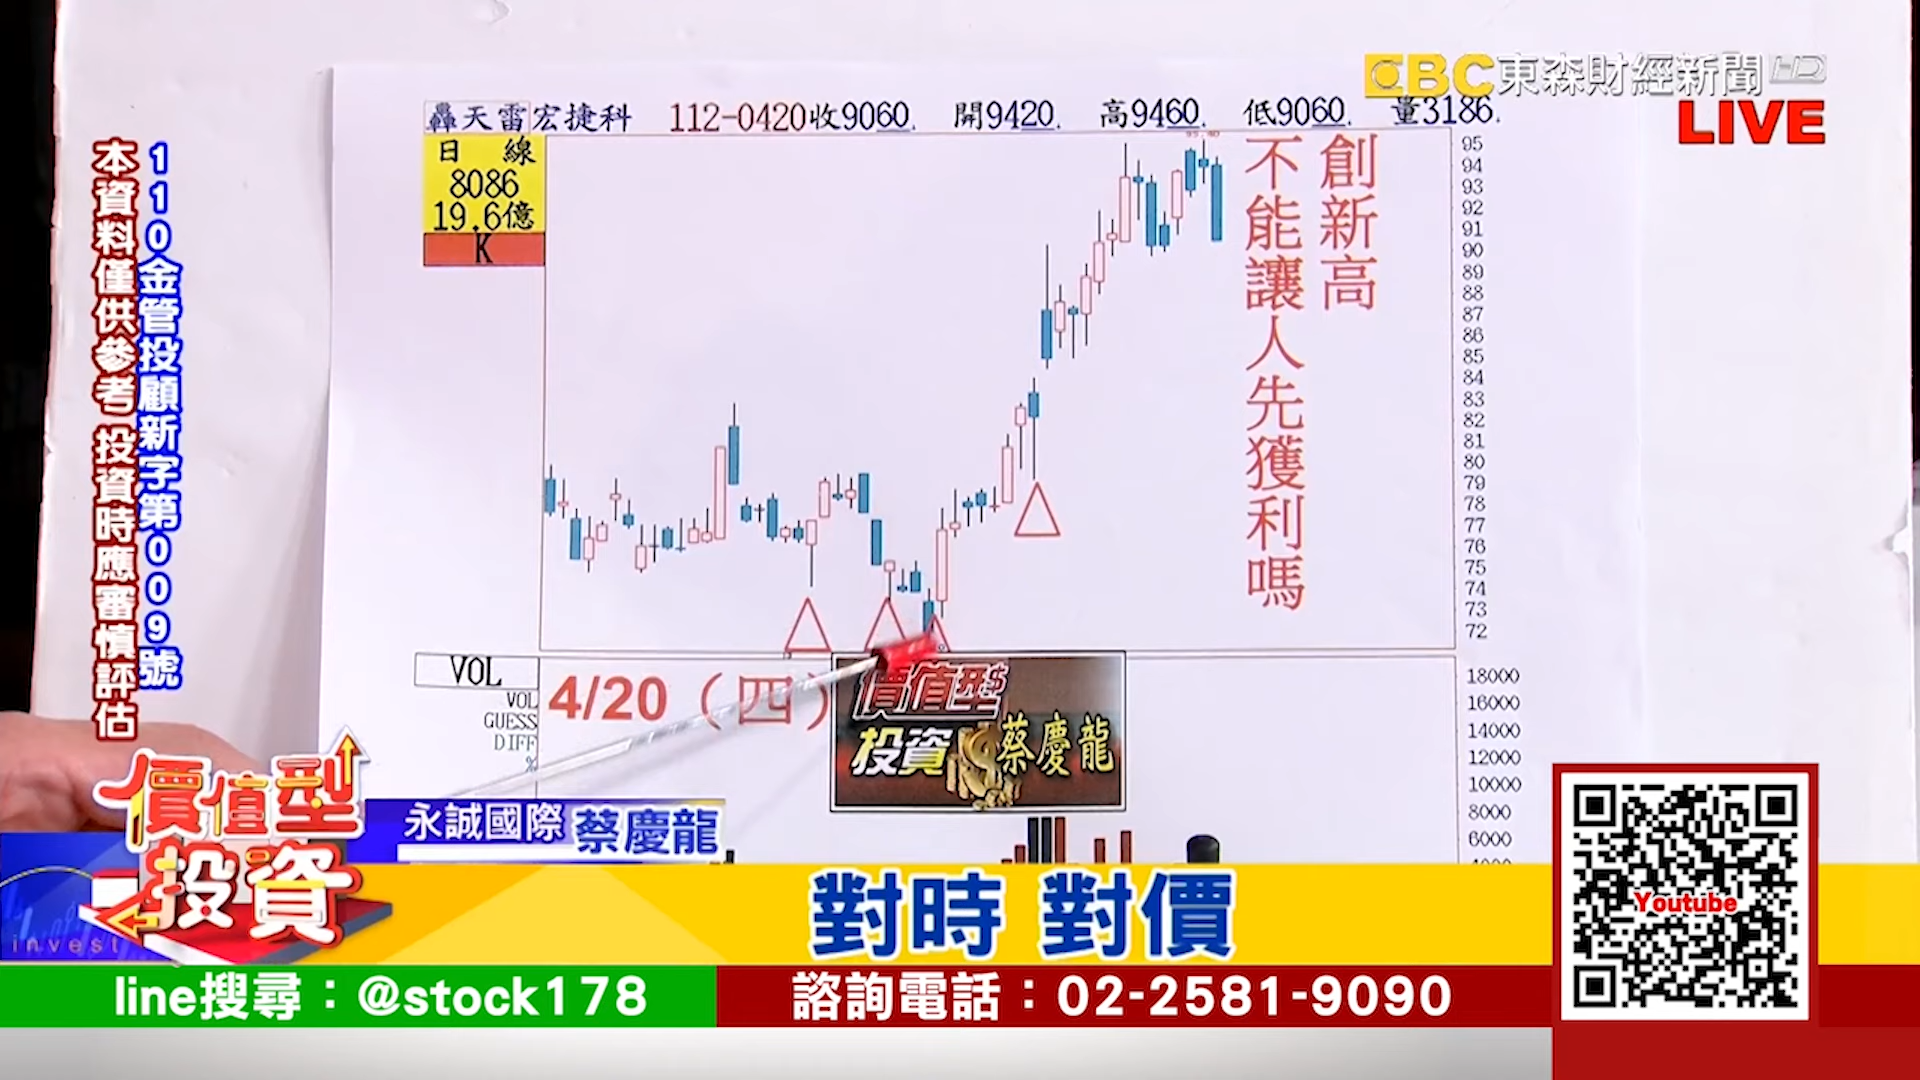 EBC東森財經新聞HD
LIVE
轟天雷宏捷科 112-0420收9060. 開9420. 高9460. 低9060. 量3186.
日 線
8086
19.6億
K
創新高
不能讓人先獲利嗎
95
94
93
92
91
90
89
88
87
86
85
84
83
82
81
80
79
78
77
76
75
74
73
72
VOL
VOL
GUESS
DIFF
%
4/20（四）
價值型
投資
蔡慶龍
18000
16000
14000
12000
10000
8000
6000
110金管投顧新字第009號
本資料僅供參考 投資時應審慎評估
價值型
投資
invest
永誠國際 蔡慶龍
對時 對價
Youtube
line搜尋：@stock178
諮詢電話：02-2581-9090